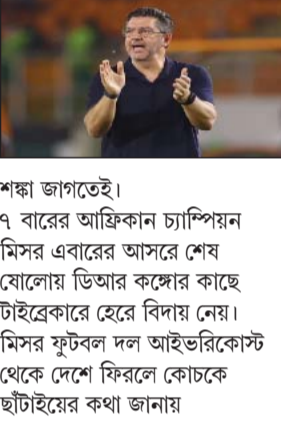 শঙ্কা জাগতেই।
৭ বারের আফ্রিকান চ্যাম্পিয়ন
মিসর এবারের আসরে শেষ
ষোলোয় ডিআর কঙ্গোর কাছে
টাইব্রেকারে হেরে বিদায় নেয়।
মিসর ফুটবল দল আইভরিকোস্ট
থেকে দেশে ফিরলে কোচকে
ছাঁটাইয়ের কথা জানায়